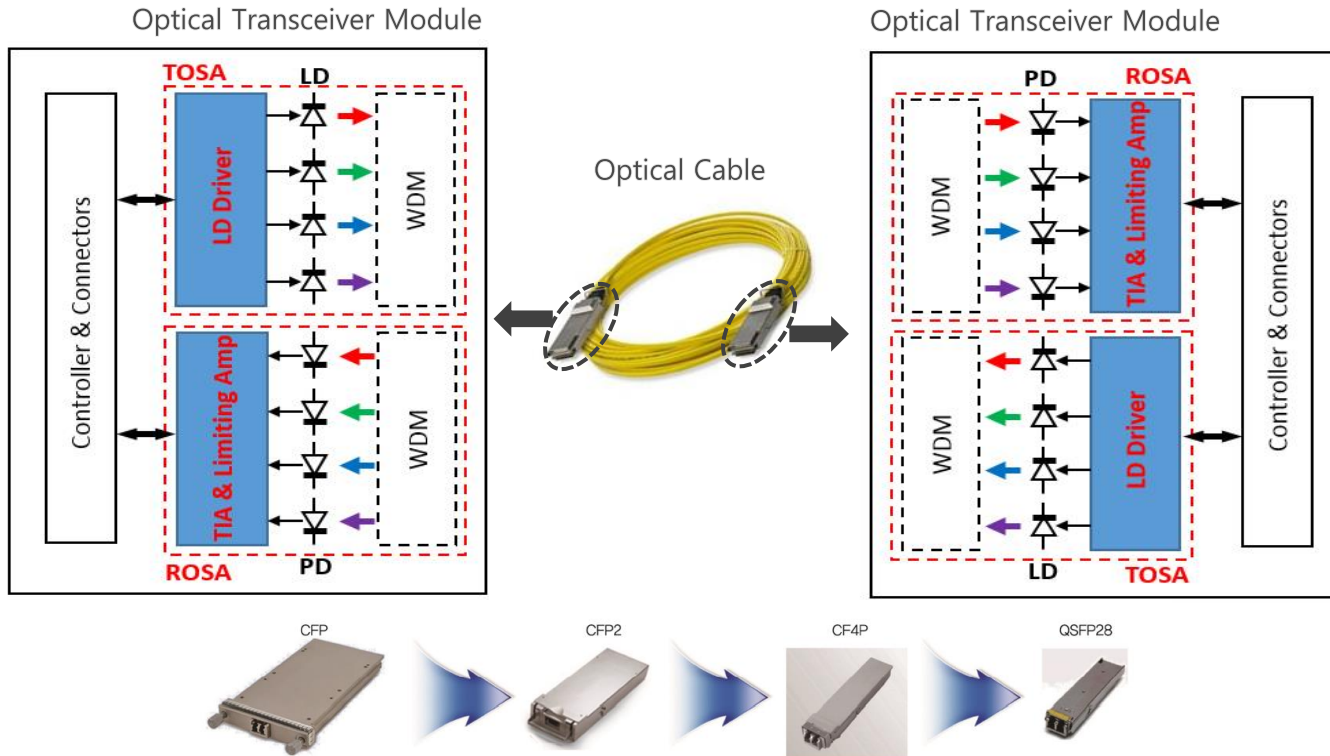 Optical Transceiver Module
Optical Transceiver Module
TOSA
LD
LD Driver
WDM
Controller & Connectors
TIA & Limiting Amp
WDM
ROSA
PD
Optical Cable
PD
ROSA
WDM
TIA & Limiting Amp
Controller & Connectors
WDM
LD Driver
LD
TOSA
CFP
CFP2
CF4P
QSFP28